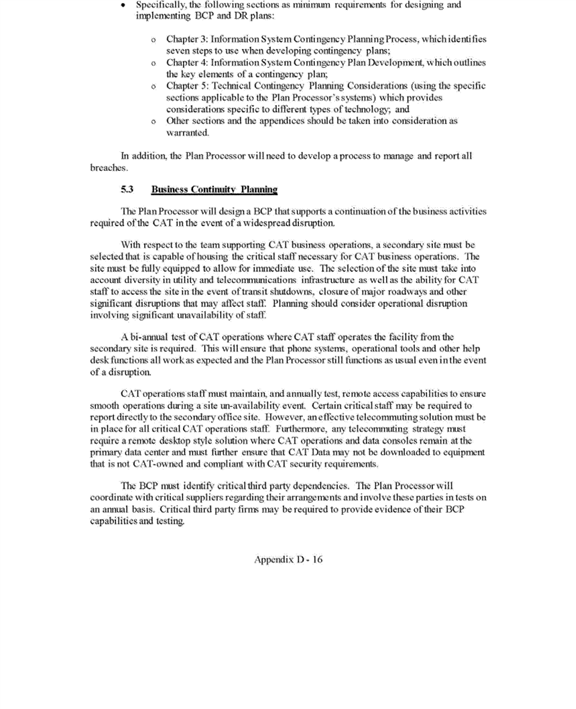 • Specifically, the following sections as minimum requirements for designing and
implementing BCP and DR plans:
o Chapter 3: Information System Contingency Planning Process, which identifies
seven steps to use when developing contingency plans;
o Chapter 4: Information System Contingency Plan Development, which outlines
the key elements of a contingency plan;
o Chapter 5: Technical Contingency Planning Considerations (using the specific
sections applicable to the Plan Processor's systems) which provides
considerations specific to different types of technology; and
o Other sections and the appendices should be taken into consideration as
warranted.
In addition, the Plan Processor will need to develop a process to manage and report all
breaches.
5.3 Business Continuity Planning
The Plan Processor will design a BCP that supports a continuation of the business activities
required of the CAT in the event of a widespread disruption.
With respect to the team supporting CAT business operations, a secondary site must be
selected that is capable of housing the critical staff necessary for CAT business operations. The
site must be fully equipped to allow for immediate use. The selection of the site must take into
account diversity in utility and telecommunications infrastructure as well as the ability for CAT
staff to access the site in the event of transit shutdowns, closure of major roadways and other
significant disruptions that may affect staff. Planning should consider operational disruption
involving significant unavailability of staff.
A bi-annual test of CAT operations where CAT staff operates the facility from the
secondary site is required. This will ensure that phone systems, operational tools and other help
desk functions all work as expected and the Plan Processor still functions as usual even in the event
of a disruption.
CAT operations staff must maintain, and annually test, remote access capabilities to ensure
smooth operations during a site un-availability event. Certain critical staff may be required to
report directly to the secondary office site. However, an effective telecommuting solution must be
in place for all critical CAT operations staff. Furthermore, any telecommuting strategy must
require a remote desktop style solution where CAT operations and data consoles remain at the
primary data center and must further ensure that CAT Data may not be downloaded to equipment
that is not CAT-owned and compliant with CAT security requirements.
The BCP must identify critical third party dependencies. The Plan Processor will
coordinate with critical suppliers regarding their arrangements and involve these parties in tests on
an annual basis. Critical third party firms may be required to provide evidence of their BCP
capabilities and testing.
Appendix D - 16